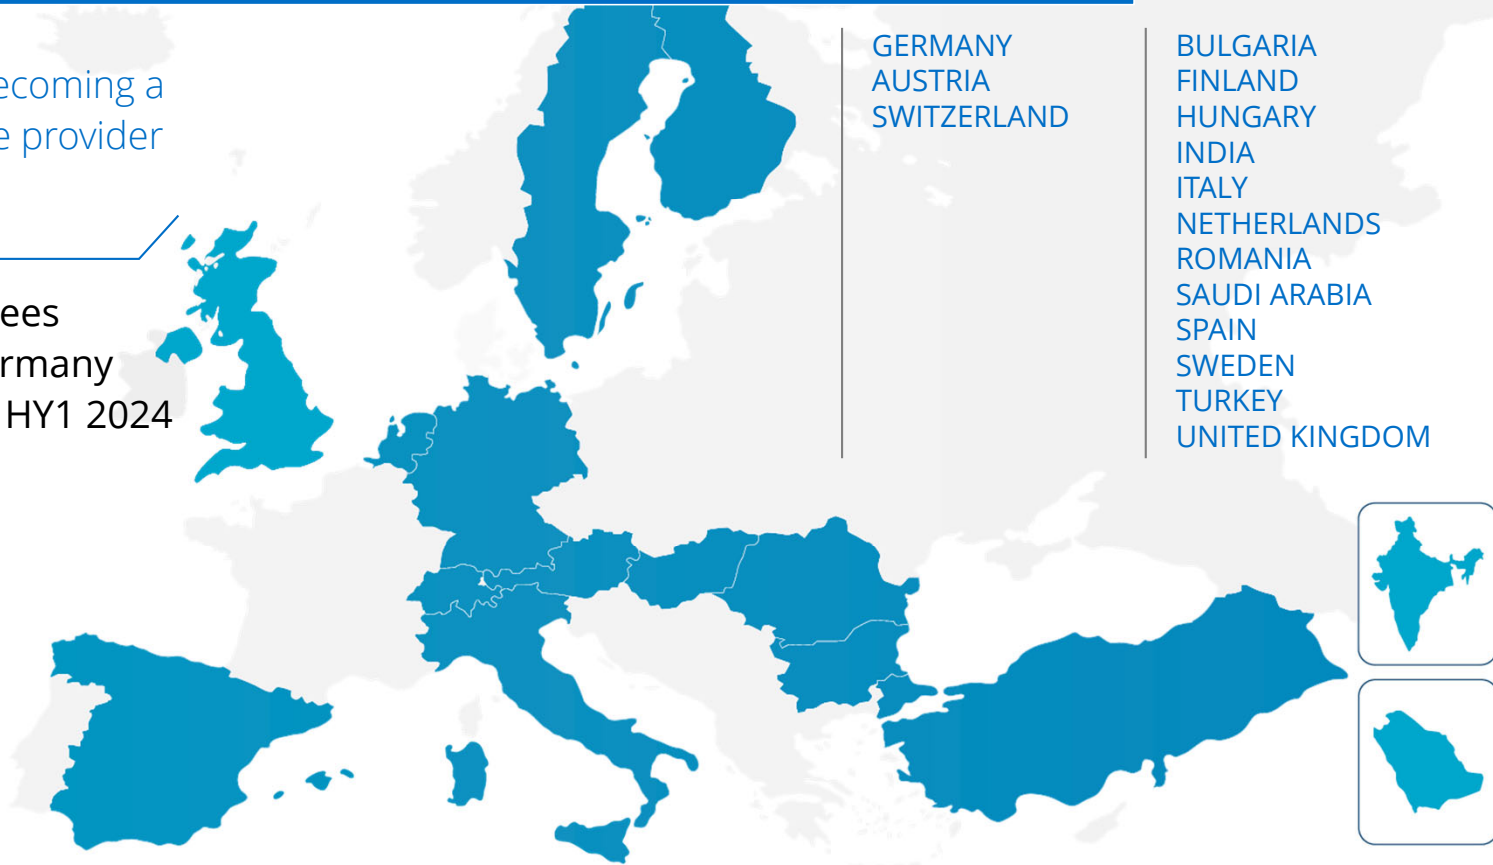 ecoming a
e provider
ees
rmany
HY1 2024
GERMANY
AUSTRIA
SWITZERLAND
BULGARIA
FINLAND
HUNGARY
INDIA
ITALY
NETHERLANDS
ROMANIA
SAUDI ARABIA
SPAIN
SWEDEN
TURKEY
UNITED KINGDOM